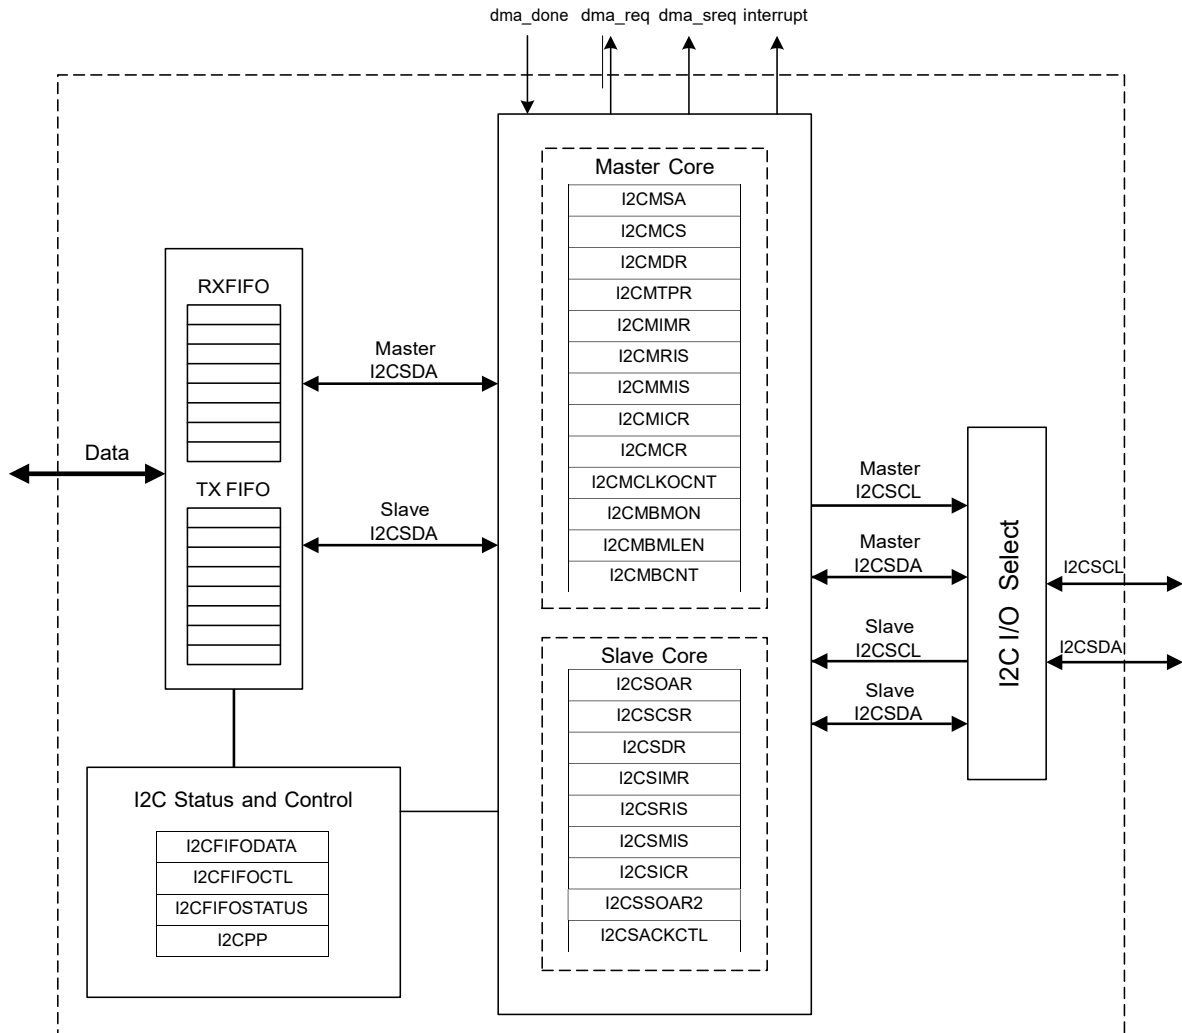 dma_done dma_req dma_sreq interrupt
Master Core
I2CMSA
I2CMCS
I2CMDR
I2CMTPR
I2CMIMR
I2CMRIS
I2CMMIS
I2CMICR
I2CMCR
I2CMCLKOCNT
I2CMBMON
I2CMBMLEN
I2CMBCNT
Slave Core
I2CSOAR
I2CSCSR
I2CSDR
I2CSIMR
I2CSRIS
I2CSMIS
I2CSICR
I2CSSOAR2
I2CSACKCTL
RXFIFO
TX FIFO
Data
Master
I2CSDA
Slave
I2CSDA
I2C Status and Control
I2CFIFODATA
I2CFIFOCTL
I2CFIFOSTATUS
I2CPP
Master
I2CSCL
Master
I2CSDA
Slave
I2CSCL
Slave
I2CSDA
I2C I/O Select
I2CSCL
I2CSDA